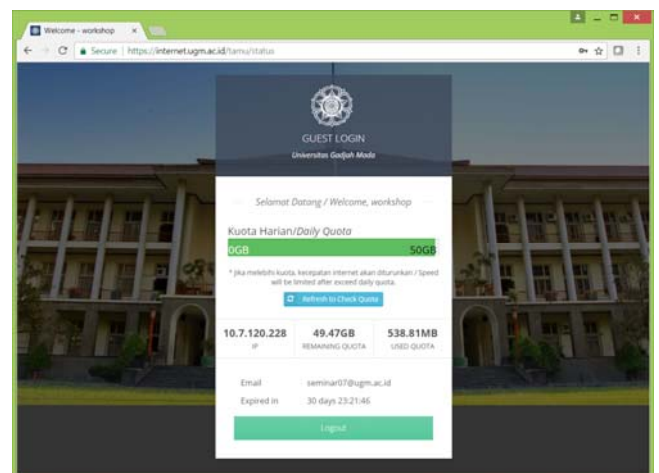 Welcome - workshop
Secure | https://internet.ugm.ac.id/tamu/status
GUEST LOGIN
Universitas Gadjah Mada
Selamat Datang / Welcome, workshop
Kuota Harian/Daily Quota
0GB 50GB
* Jika melebihi kuota, kecepatan internet akan diturunkan / Speed
will be limited after exceed daily quota.
Refresh to Check Quota
10.7.120.228 49.47GB 538.81MB
IP REMAINING QUOTA USED QUOTA
Email seminar07@ugm.ac.id
Expired in 30 days 23:21:46
Logout